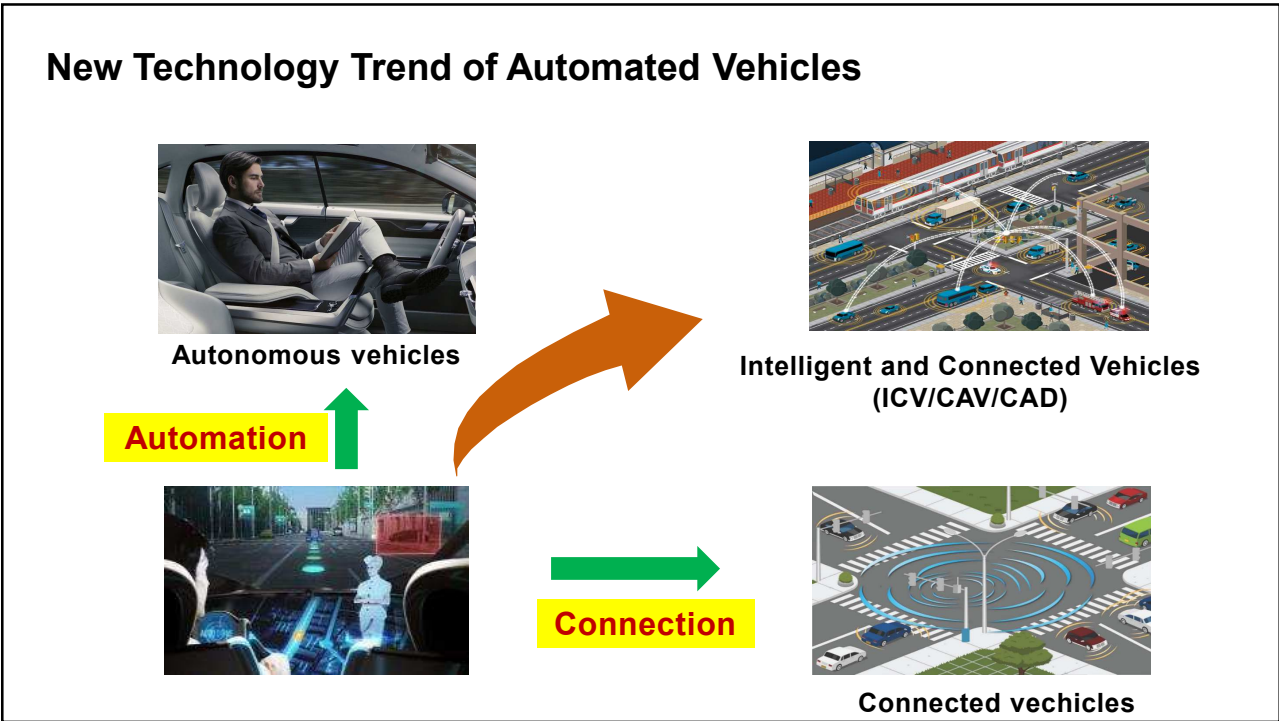 New Technology Trend of Automated Vehicles
Autonomous vehicles
Intelligent and Connected Vehicles
(ICV/CAV/CAD)
Automation
Connection
Connected vechicles